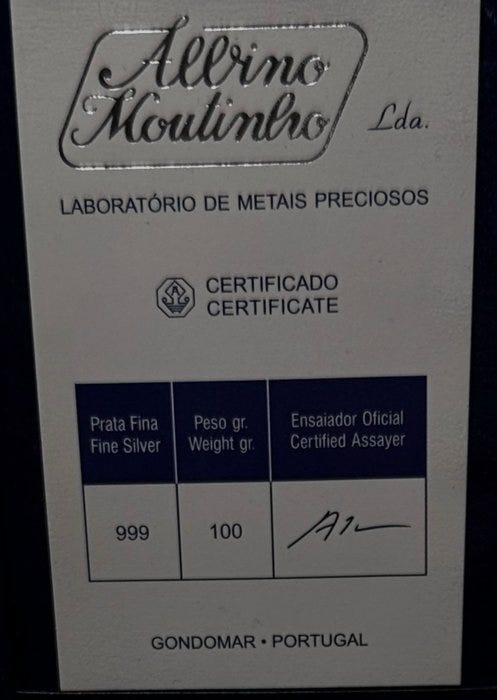 Albino
Moutinho Lda.
LABORATÓRIO DE METAIS PRECIOSOS
CERTIFICADO
CERTIFICATE
Prata Fina Peso gr. Ensaiador Oficial
Fine Silver Weight gr. Certified Assayer
999 100
GONDOMAR • PORTUGAL